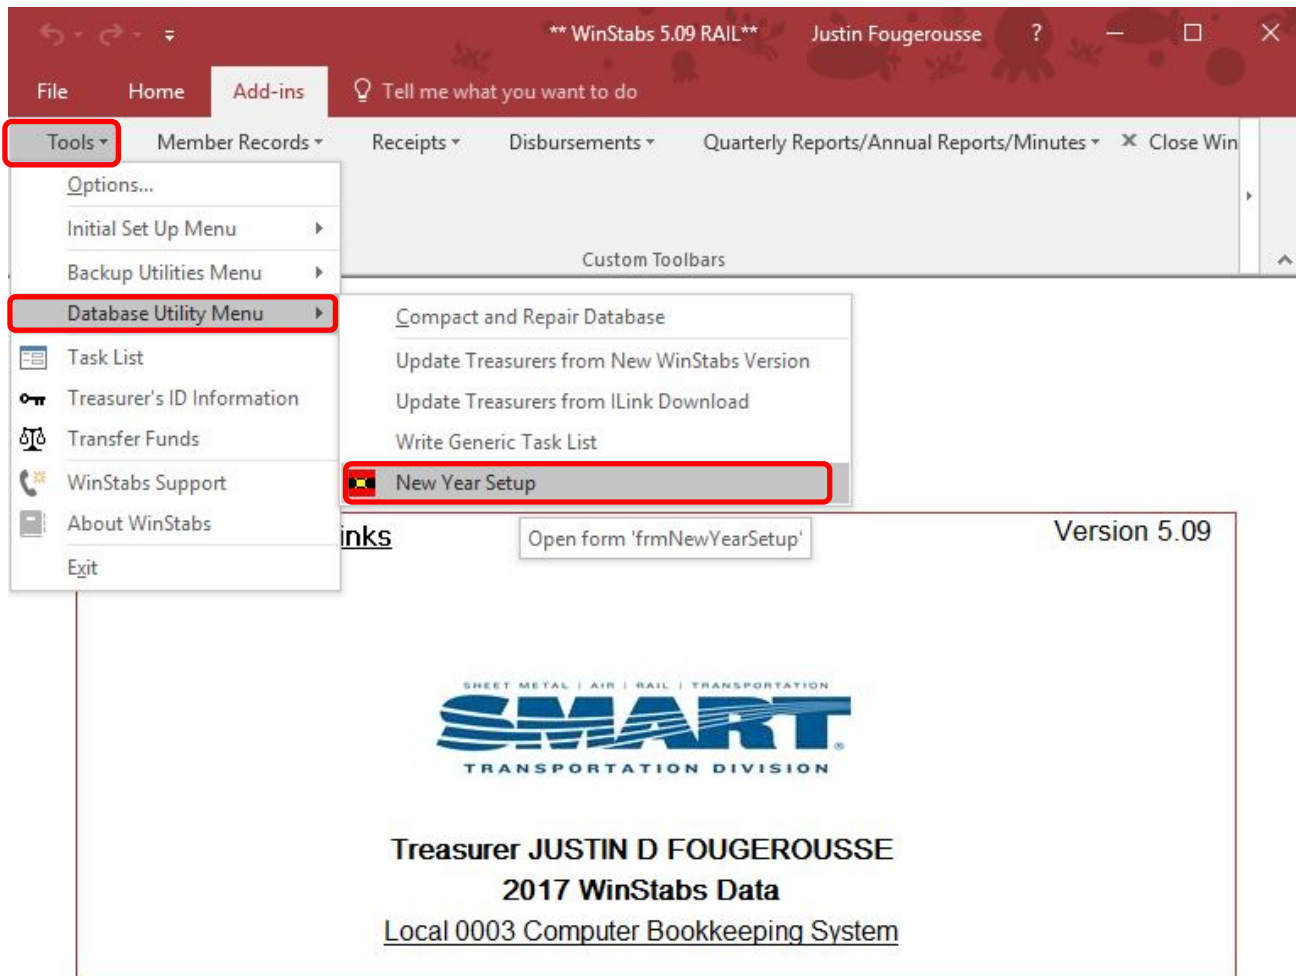 ** WinStabs 5.09 RAIL** Justin Fougerousse ?
File Home Add-ins Tell me what you want to do
Tools Member Records Receipts Disbursements Quarterly Reports/Annual Reports/Minutes Close Win
Options...
Initial Set Up Menu
Custom Toolbars
Backup Utilities Menu
Database Utility Menu
Compact and Repair Database
Task List
Update Treasurers from New WinStabs Version
Treasurer's ID Information
Update Treasurers from ILink Download
Transfer Funds
Write Generic Task List
WinStabs Support
New Year Setup
About WinStabs
inks
Open form 'frmNewYearSetup'
Version 5.09
Exit
SHEET METAL | AIR | RAIL | TRANSPORTATION
SMART
TRANSPORTATION DIVISION
Treasurer JUSTIN D FOUGEROUSSE
2017 WinStabs Data
Local 0003 Computer Bookkeeping System